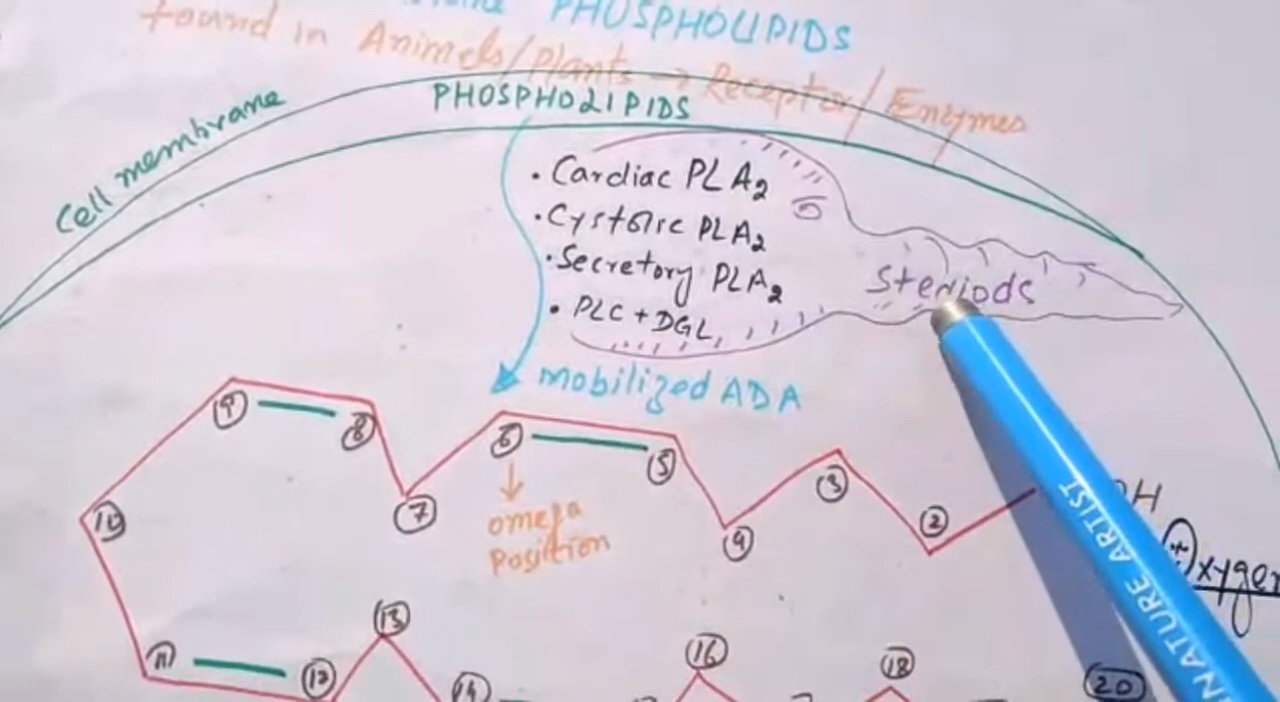 PHOSPHOLIPIDS
found in Animels/Plants → Receptor/Enzymes
Cell membrane
PHOSPHOLIPIDS
• Cardiac PLA2
• Cystolic PLA2
• Secretory PLA2
• PLC + DGL
Steriods
mobilized ADA
9 8 6 5
10 7 4 3 2
omega
Position
OH
Oxygen
11 12 13 14 16 18 20
NATURE ARTIST